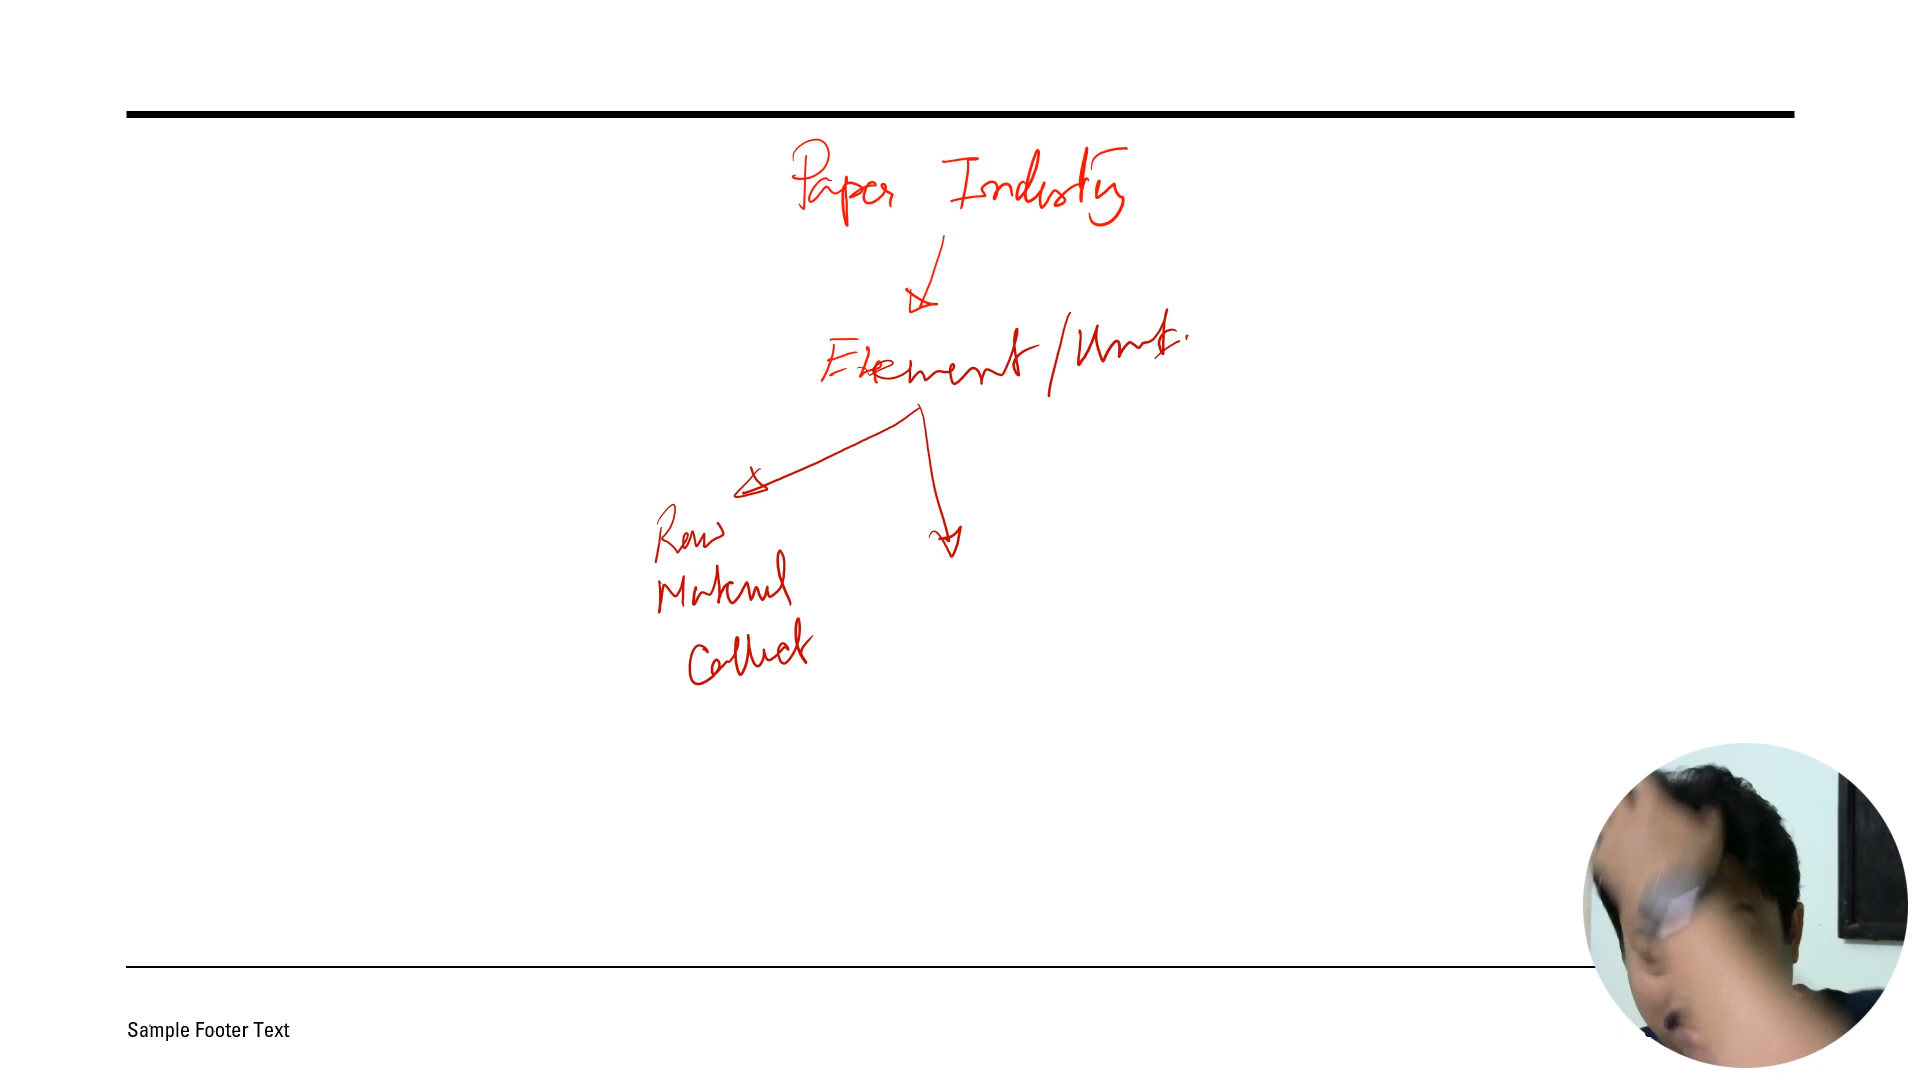 Paper Industry
Element/Unit.
Raw
Material
Collect
Sample Footer Text